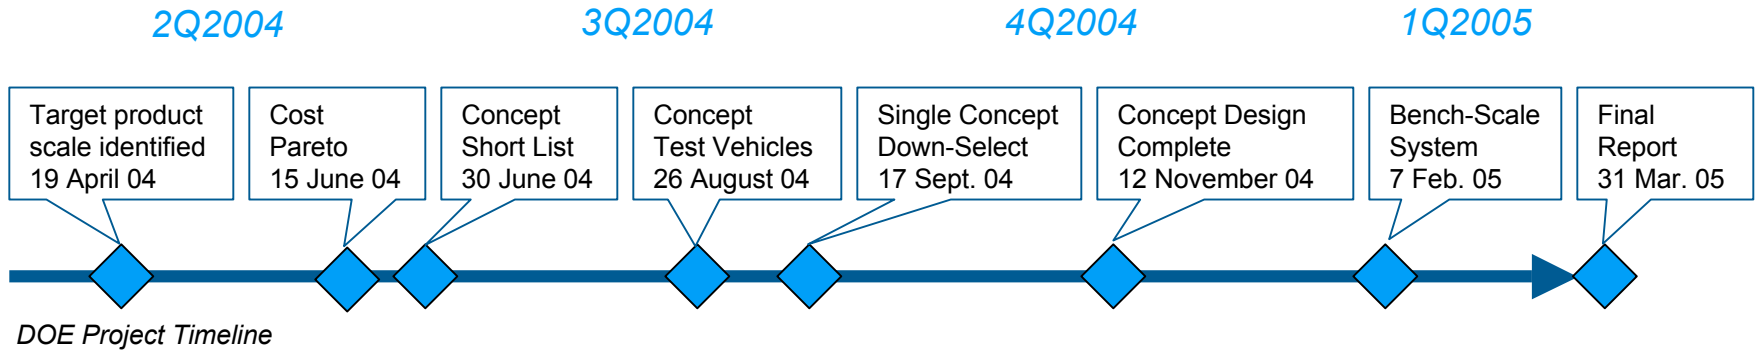 2Q2004
3Q2004
4Q2004
1Q2005
Target product
scale identified
19 April 04
Cost
Pareto
15 June 04
Concept
Short List
30 June 04
Concept
Test Vehicles
26 August 04
Single Concept
Down-Select
17 Sept. 04
Concept Design
Complete
12 November 04
Bench-Scale
System
7 Feb. 05
Final
Report
31 Mar. 05
DOE Project Timeline